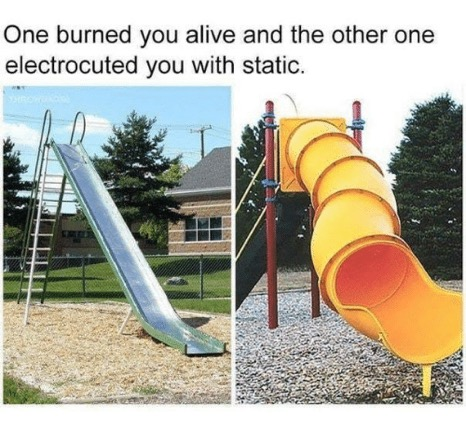 One burned you alive and the other one
electrocuted you with static.